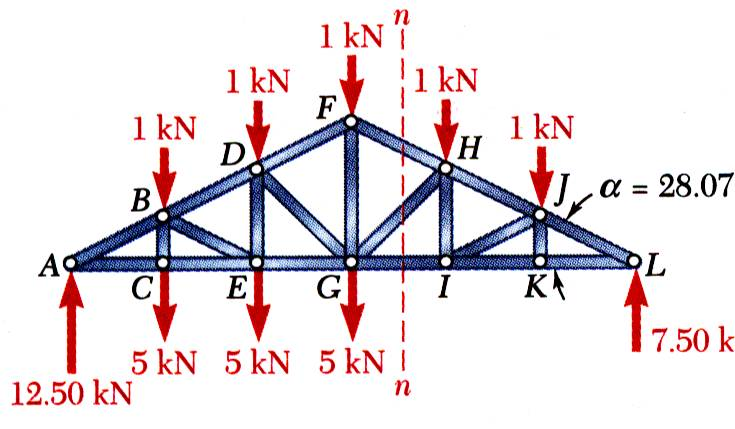 n
1 kN
1 kN
1 kN
F
1 kN
1 kN
D
H
B
J
α = 28.07
A
C
E
G
I
K
L
5 kN
5 kN
5 kN
7.50 k
12.50 kN
n